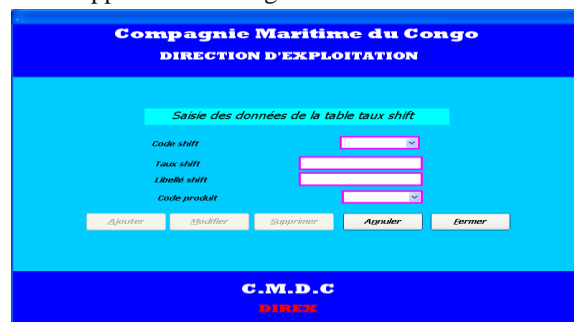 Compagnie Maritime du Congo
DIRECTION D'EXPLOITATION
Saisie des données de la table taux shift
Code shift
Taux shift
Libellé shift
Code produit
Ajouter Modifier Supprimer Annuler Fermer
C.M.D.C
DIREX